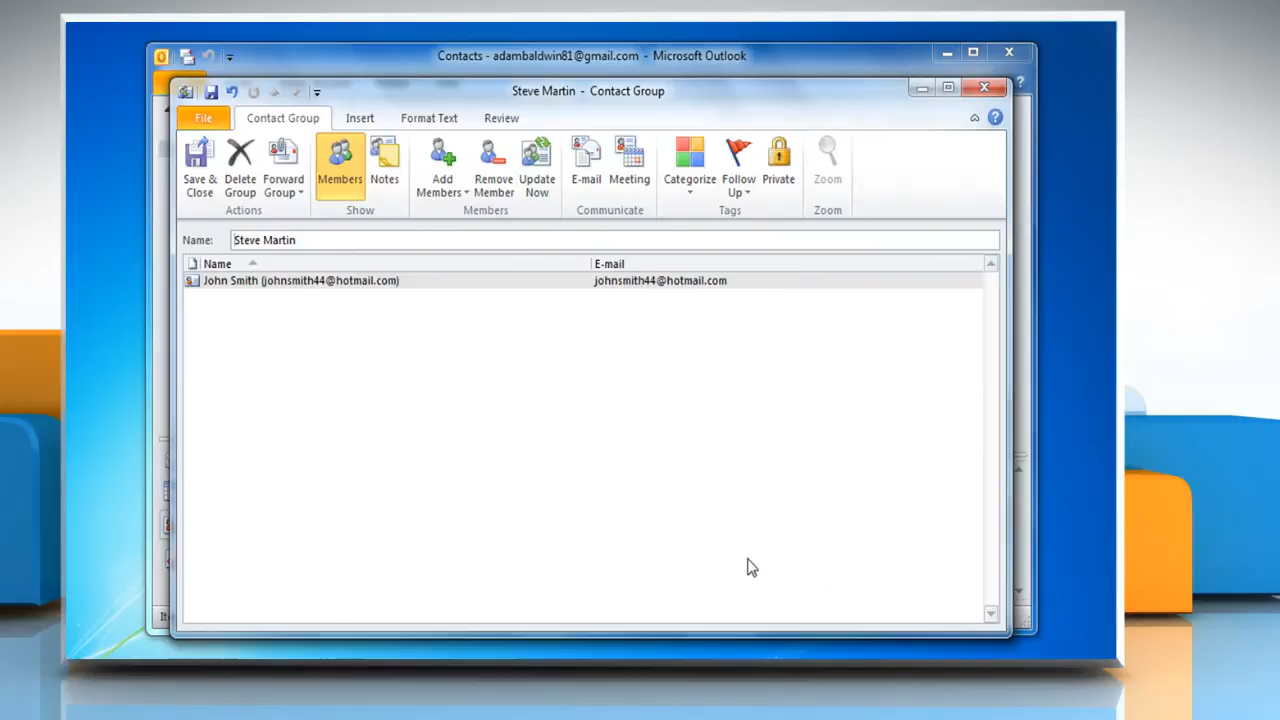 Contacts - adambaldwin81@gmail.com - Microsoft Outlook
Steve Martin - Contact Group
File Contact Group Insert Format Text Review
Save & Close
Delete Group
Forward Group
Members
Notes
Add Members
Remove Member
Update Now
E-mail
Meeting
Categorize
Follow Up
Private
Zoom
Actions Show Members Communicate Tags Zoom
Name: Steve Martin
Name E-mail
John Smith (johnsmith44@hotmail.com) johnsmith44@hotmail.com